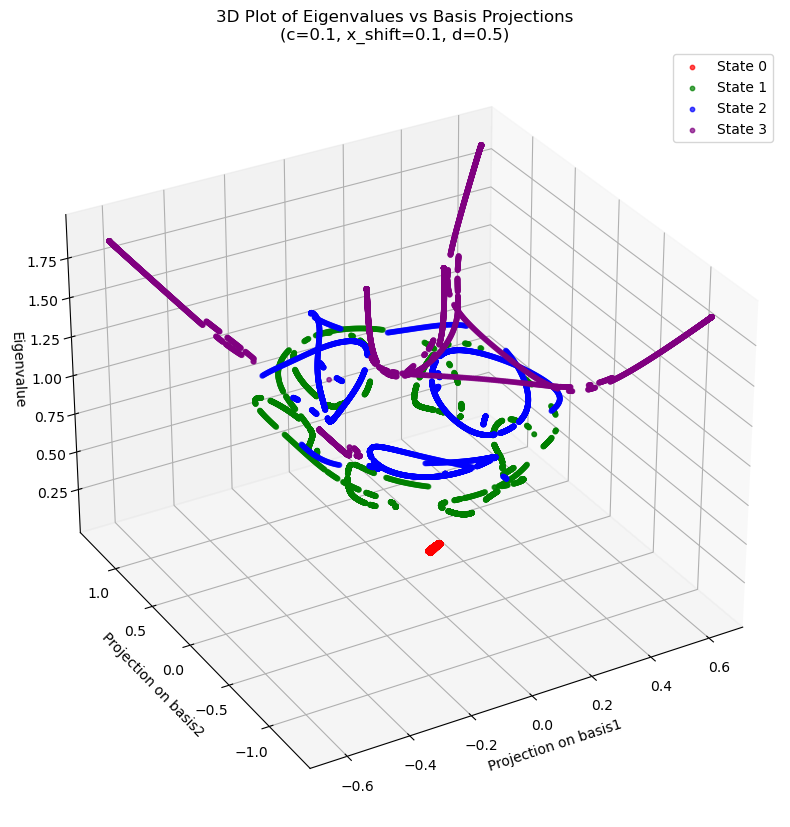 3D Plot of Eigenvalues vs Basis Projections
(c=0.1, x_shift=0.1, d=0.5)
State 0
State 1
State 2
State 3
1.75
1.50
1.25
1.00
0.75
0.50
0.25
Eigenvalue
1.0
0.5
0.0
−0.5
−1.0
Projection on basis2
−0.6
−0.4
−0.2
0.0
0.2
0.4
0.6
Projection on basis1